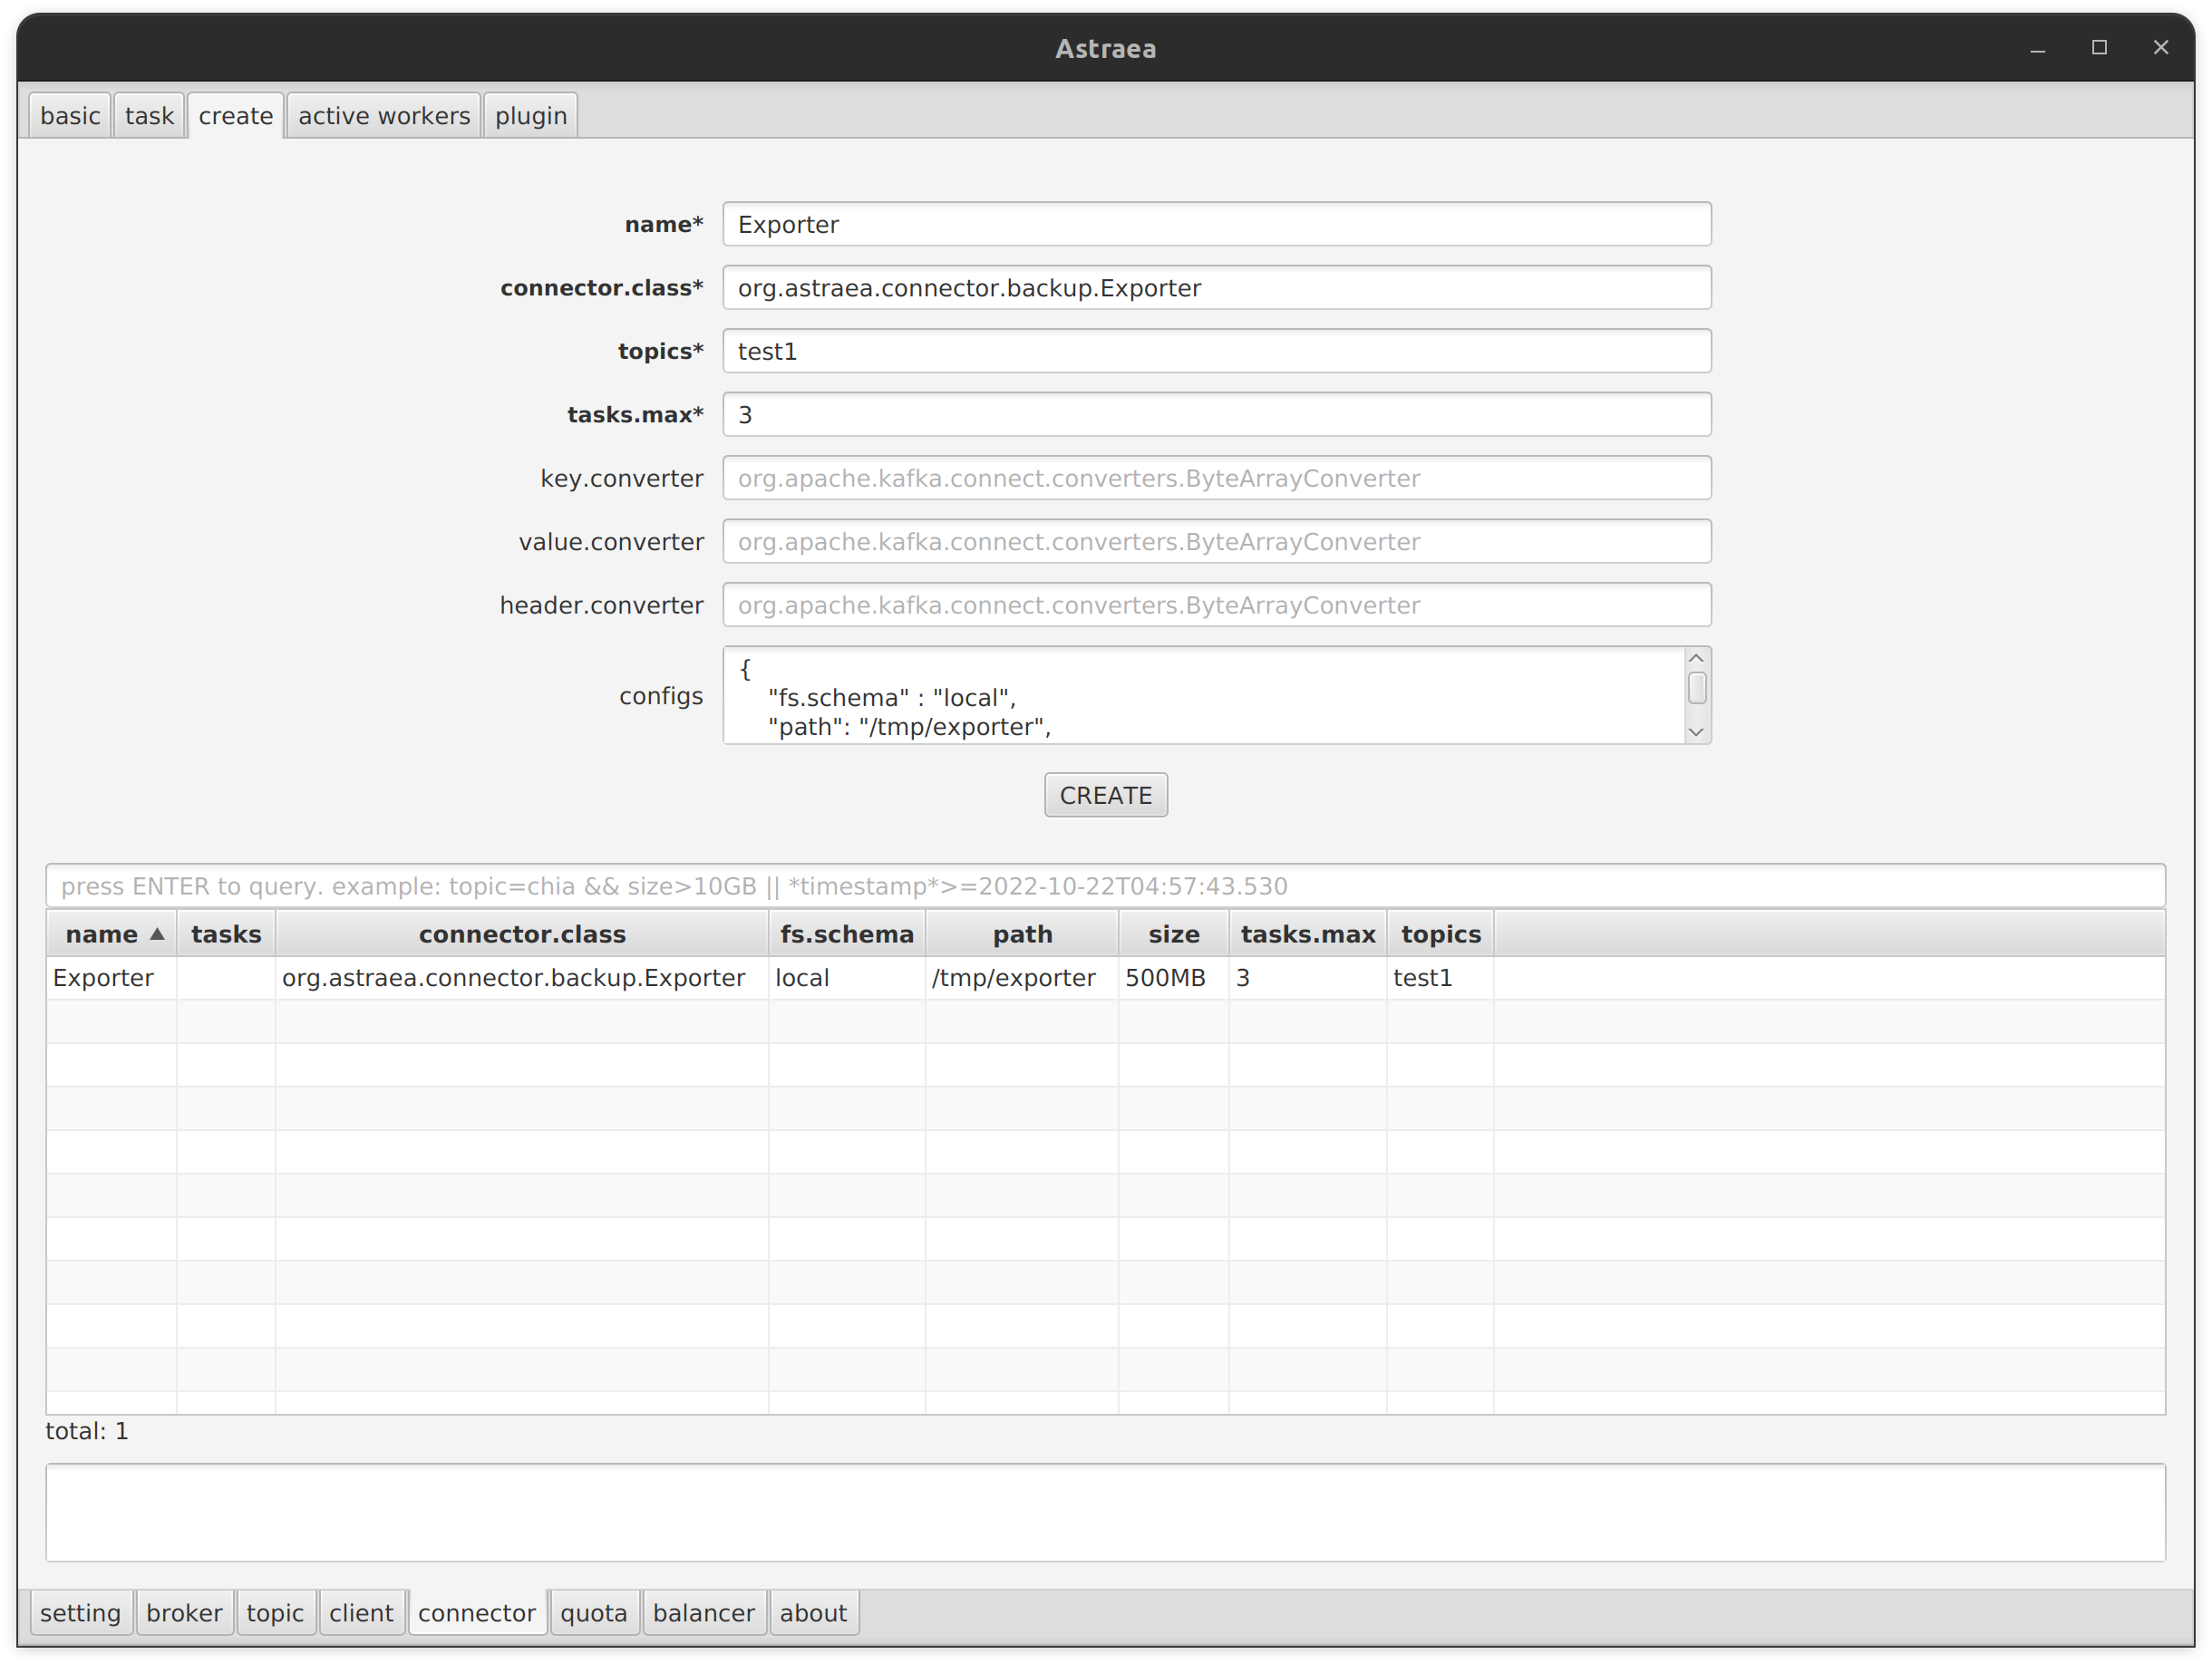 Astraea
basic task create active workers plugin
name* Exporter
connector.class* org.astraea.connector.backup.Exporter
topics* test1
tasks.max* 3
key.converter org.apache.kafka.connect.converters.ByteArrayConverter
value.converter org.apache.kafka.connect.converters.ByteArrayConverter
header.converter org.apache.kafka.connect.converters.ByteArrayConverter
configs {
"fs.schema" : "local",
"path": "/tmp/exporter",
CREATE
press ENTER to query. example: topic=chia && size>10GB || *timestamp*>=2022-10-22T04:57:43.530
name tasks connector.class fs.schema path size tasks.max topics
Exporter org.astraea.connector.backup.Exporter local /tmp/exporter 500MB 3 test1
total: 1
setting broker topic client connector quota balancer about